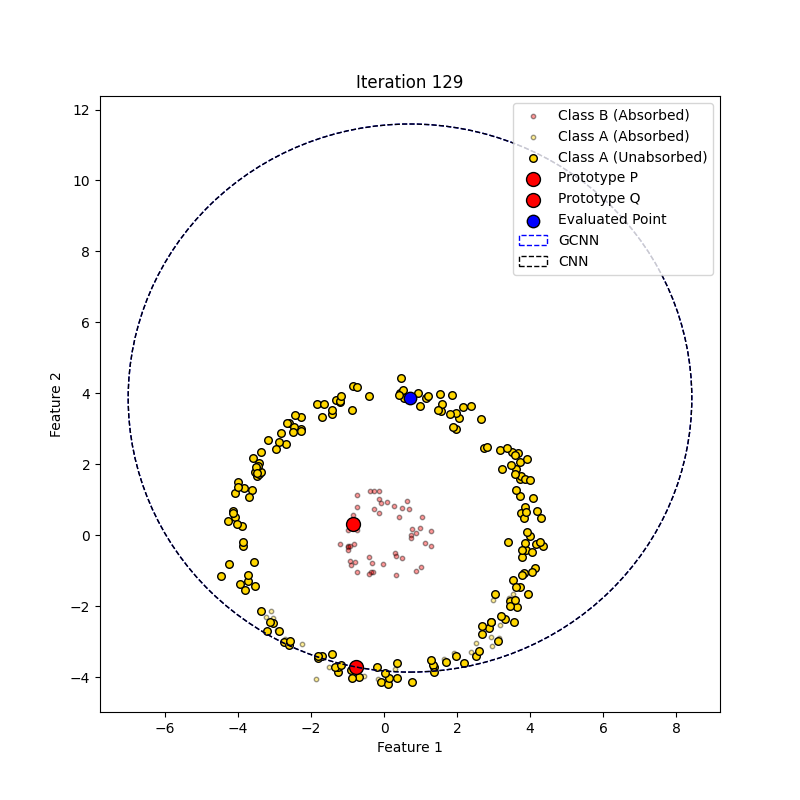 Iteration 129
Class B (Absorbed)
Class A (Absorbed)
Class A (Unabsorbed)
Prototype P
Prototype Q
Evaluated Point
GCNN
CNN
12
10
8
6
4
2
0
−2
−4
Feature 2
−6 −4 −2 0 2 4 6 8
Feature 1